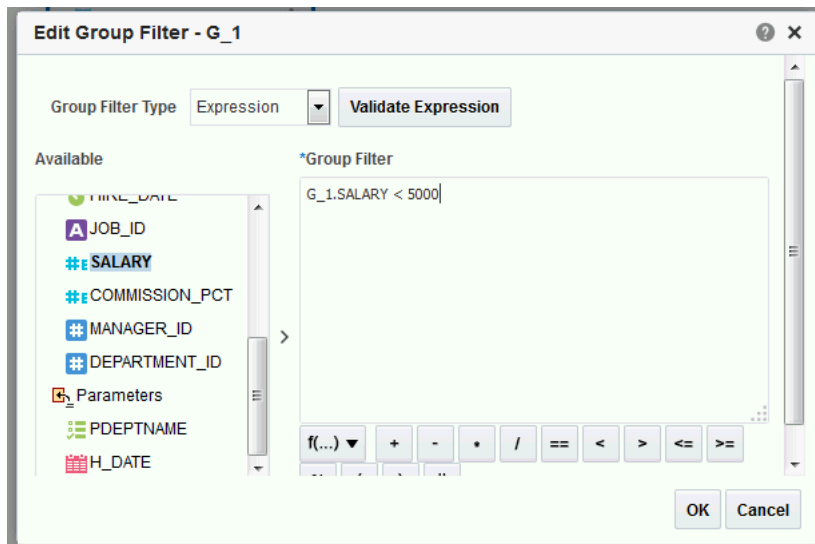 Edit Group Filter - G_1
Group Filter Type Expression Validate Expression
Available
*Group Filter
HIRE_DATE
JOB_ID
SALARY
COMMISSION_PCT
MANAGER_ID
DEPARTMENT_ID
Parameters
PDEPTNAME
H_DATE
G_1.SALARY < 5000
f(...) + - * / == < > <= >=
OK Cancel